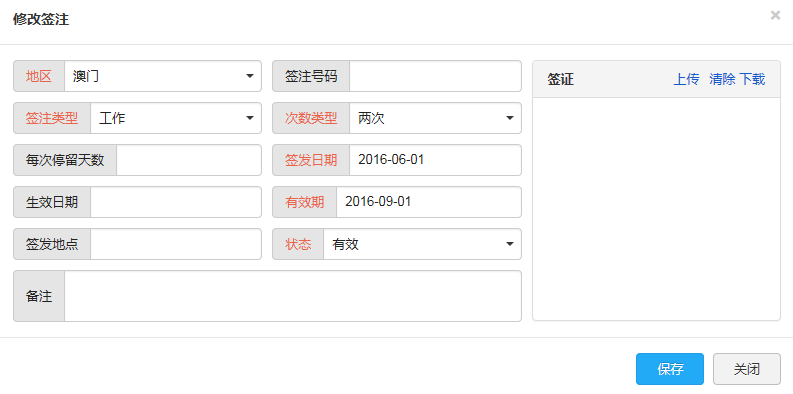 修改签注 ×
地区 澳门 签注号码 签证 上传 清除 下载
签注类型 工作 次数类型 两次
每次停留天数 签发日期 2016-06-01
生效日期 有效期 2016-09-01
签发地点 状态 有效
备注
保存 关闭